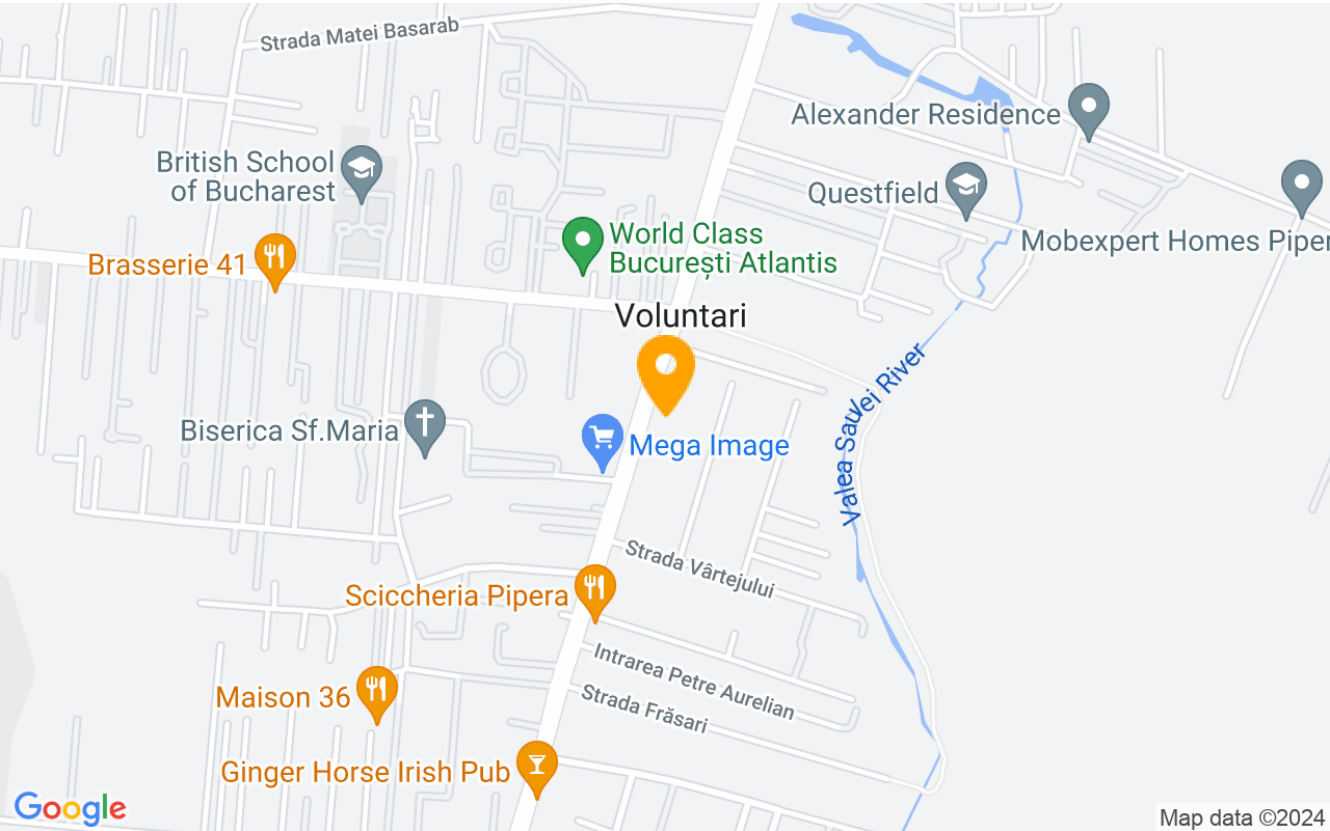 Strada Matei Basarab
Alexander Residence
British School
of Bucharest
Questfield
World Class
București Atlantis
Mobexpert Homes Piper
Brasserie 41
Voluntari
Valea Saulei River
Biserica Sf.Maria
Mega Image
Strada Vârtejului
Sciccheria Pipera
Intrarea Petre Aurelian
Maison 36
Strada Frăsari
Ginger Horse Irish Pub
Google
Map data ©2024